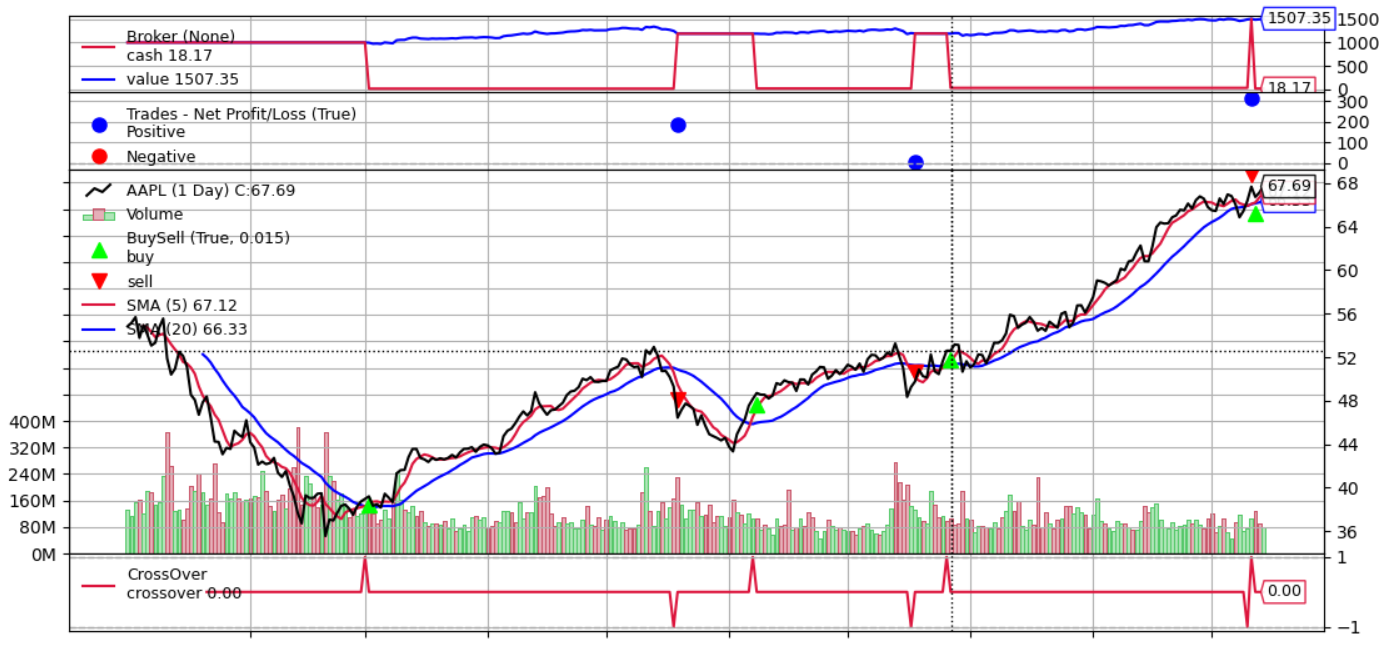 Broker (None)
cash 18.17
value 1507.35
1507.35
1500
1000
500
18.17
0
Trades - Net Profit/Loss (True)
Positive
Negative
300
200
100
0
AAPL (1 Day) C:67.69
Volume
BuySell (True, 0.015)
buy
sell
SMA (5) 67.12
SMA (20) 66.33
67.69
68
64
60
56
52
48
44
40
36
400M
320M
240M
160M
80M
0M
CrossOver
crossover 0.00
1
0.00
−1